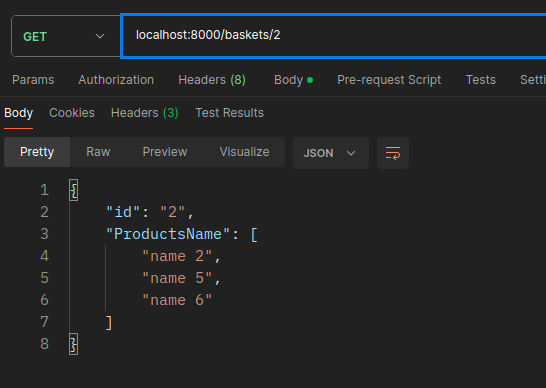 GET localhost:8000/baskets/2
Params Authorization Headers (8) Body Pre-request Script Tests Setti
Body Cookies Headers (3) Test Results
Pretty Raw Preview Visualize JSON
1 {
2 "id": "2",
3 "ProductsName": [
4 "name 2",
5 "name 5",
6 "name 6"
7 ]
8 }